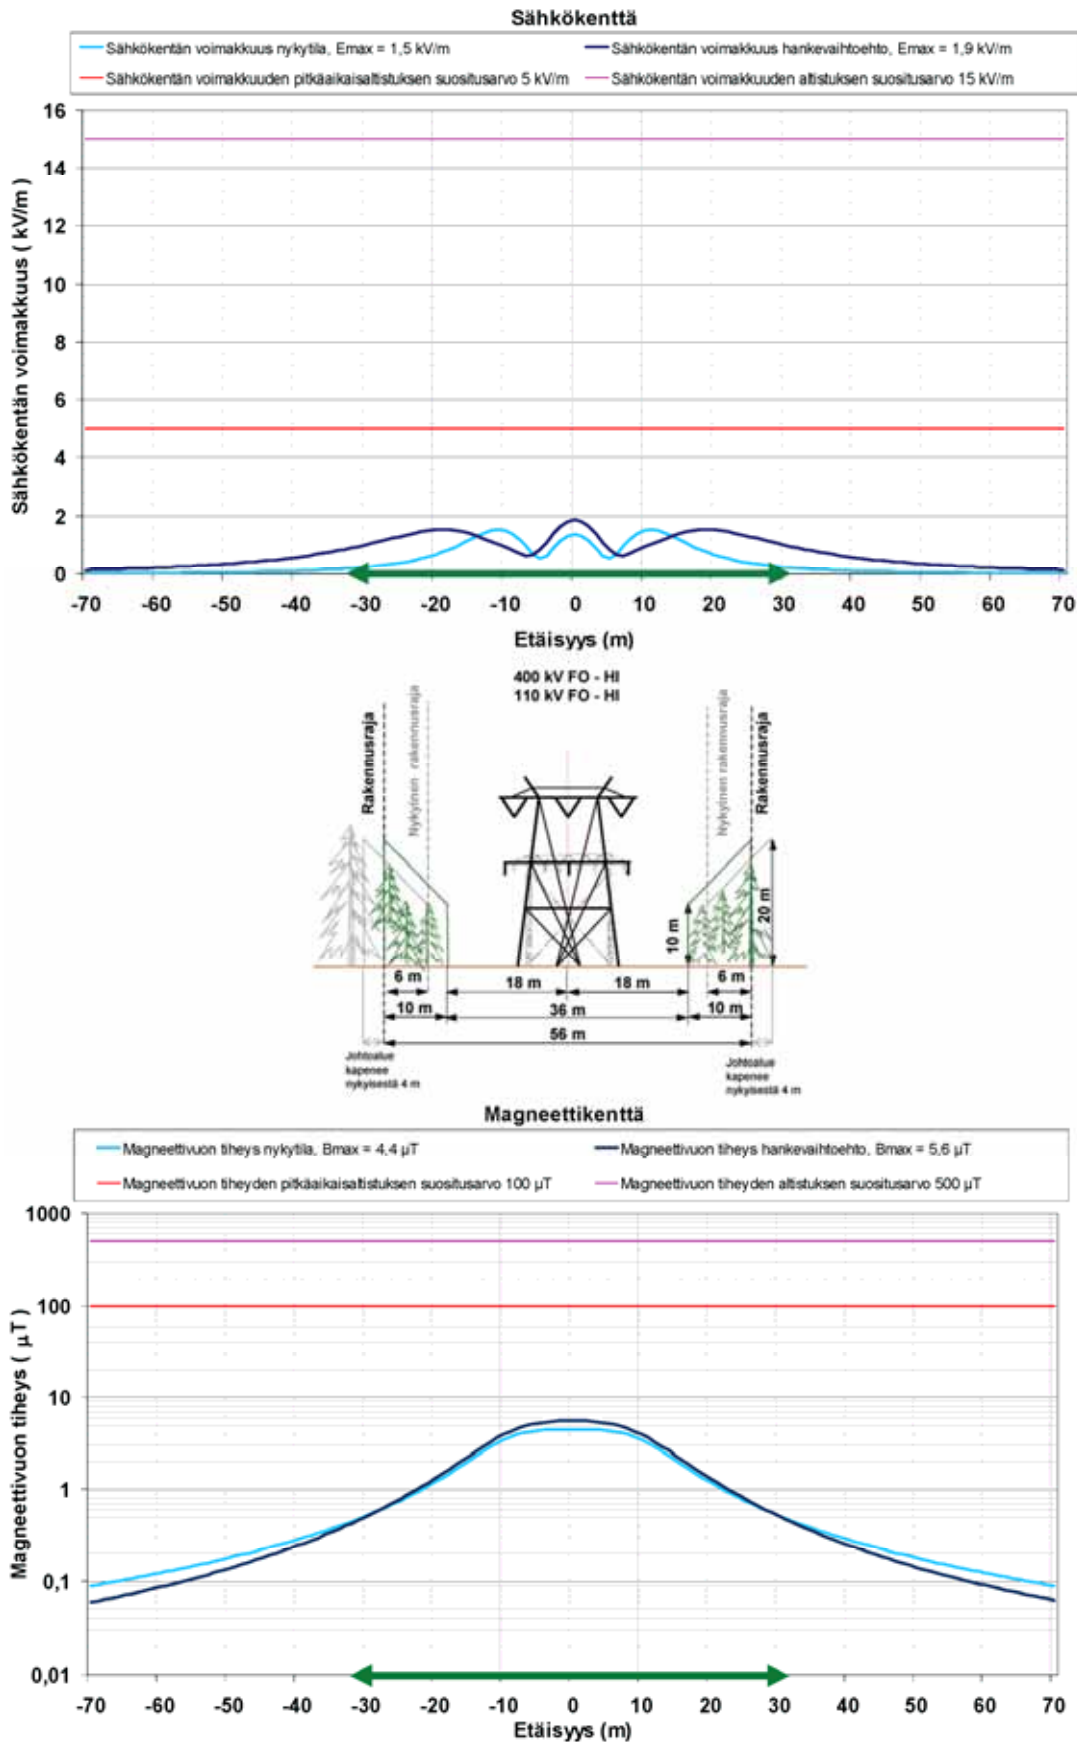 Sähkökenttä
Sähkökentän voimakkuus nykytila, Emax = 1,5 kV/m
Sähkökentän voimakkuus hankevaihtoehto, Emax = 1,9 kV/m
Sähkökentän voimakkuuden pitkäaikaisaltistuksen suositusarvo 5 kV/m
Sähkökentän voimakkuuden altistuksen suositusarvo 15 kV/m
Sähkökentän voimakkuus ( kV/m )
16
14
12
10
8
6
4
2
0
-70 -60 -50 -40 -30 -20 -10 0 10 20 30 40 50 60 70
Etäisyys (m)
400 kV FO - HI
110 kV FO - HI
Rakennusraja
Nykyinen rakennusraja
Nykyinen rakennusraja
Rakennusraja
10 m
20 m
6 m
18 m
18 m
6 m
10 m
36 m
10 m
56 m
Johtoalue
kapenee
nykyisestä 4 m
Johtoalue
kapenee
nykyisestä 4 m
Magneettikenttä
Magneettivuon tiheys nykytila, Bmax = 4,4 µT
Magneettivuon tiheys hankevaihtoehto, Bmax = 5,6 µT
Magneettivuon tiheyden pitkäaikaisaltistuksen suositusarvo 100 µT
Magneettivuon tiheyden altistuksen suositusarvo 500 µT
Magneettivuon tiheys ( µT )
1000
100
10
1
0,1
0,01
-70 -60 -50 -40 -30 -20 -10 0 10 20 30 40 50 60 70
Etäisyys (m)